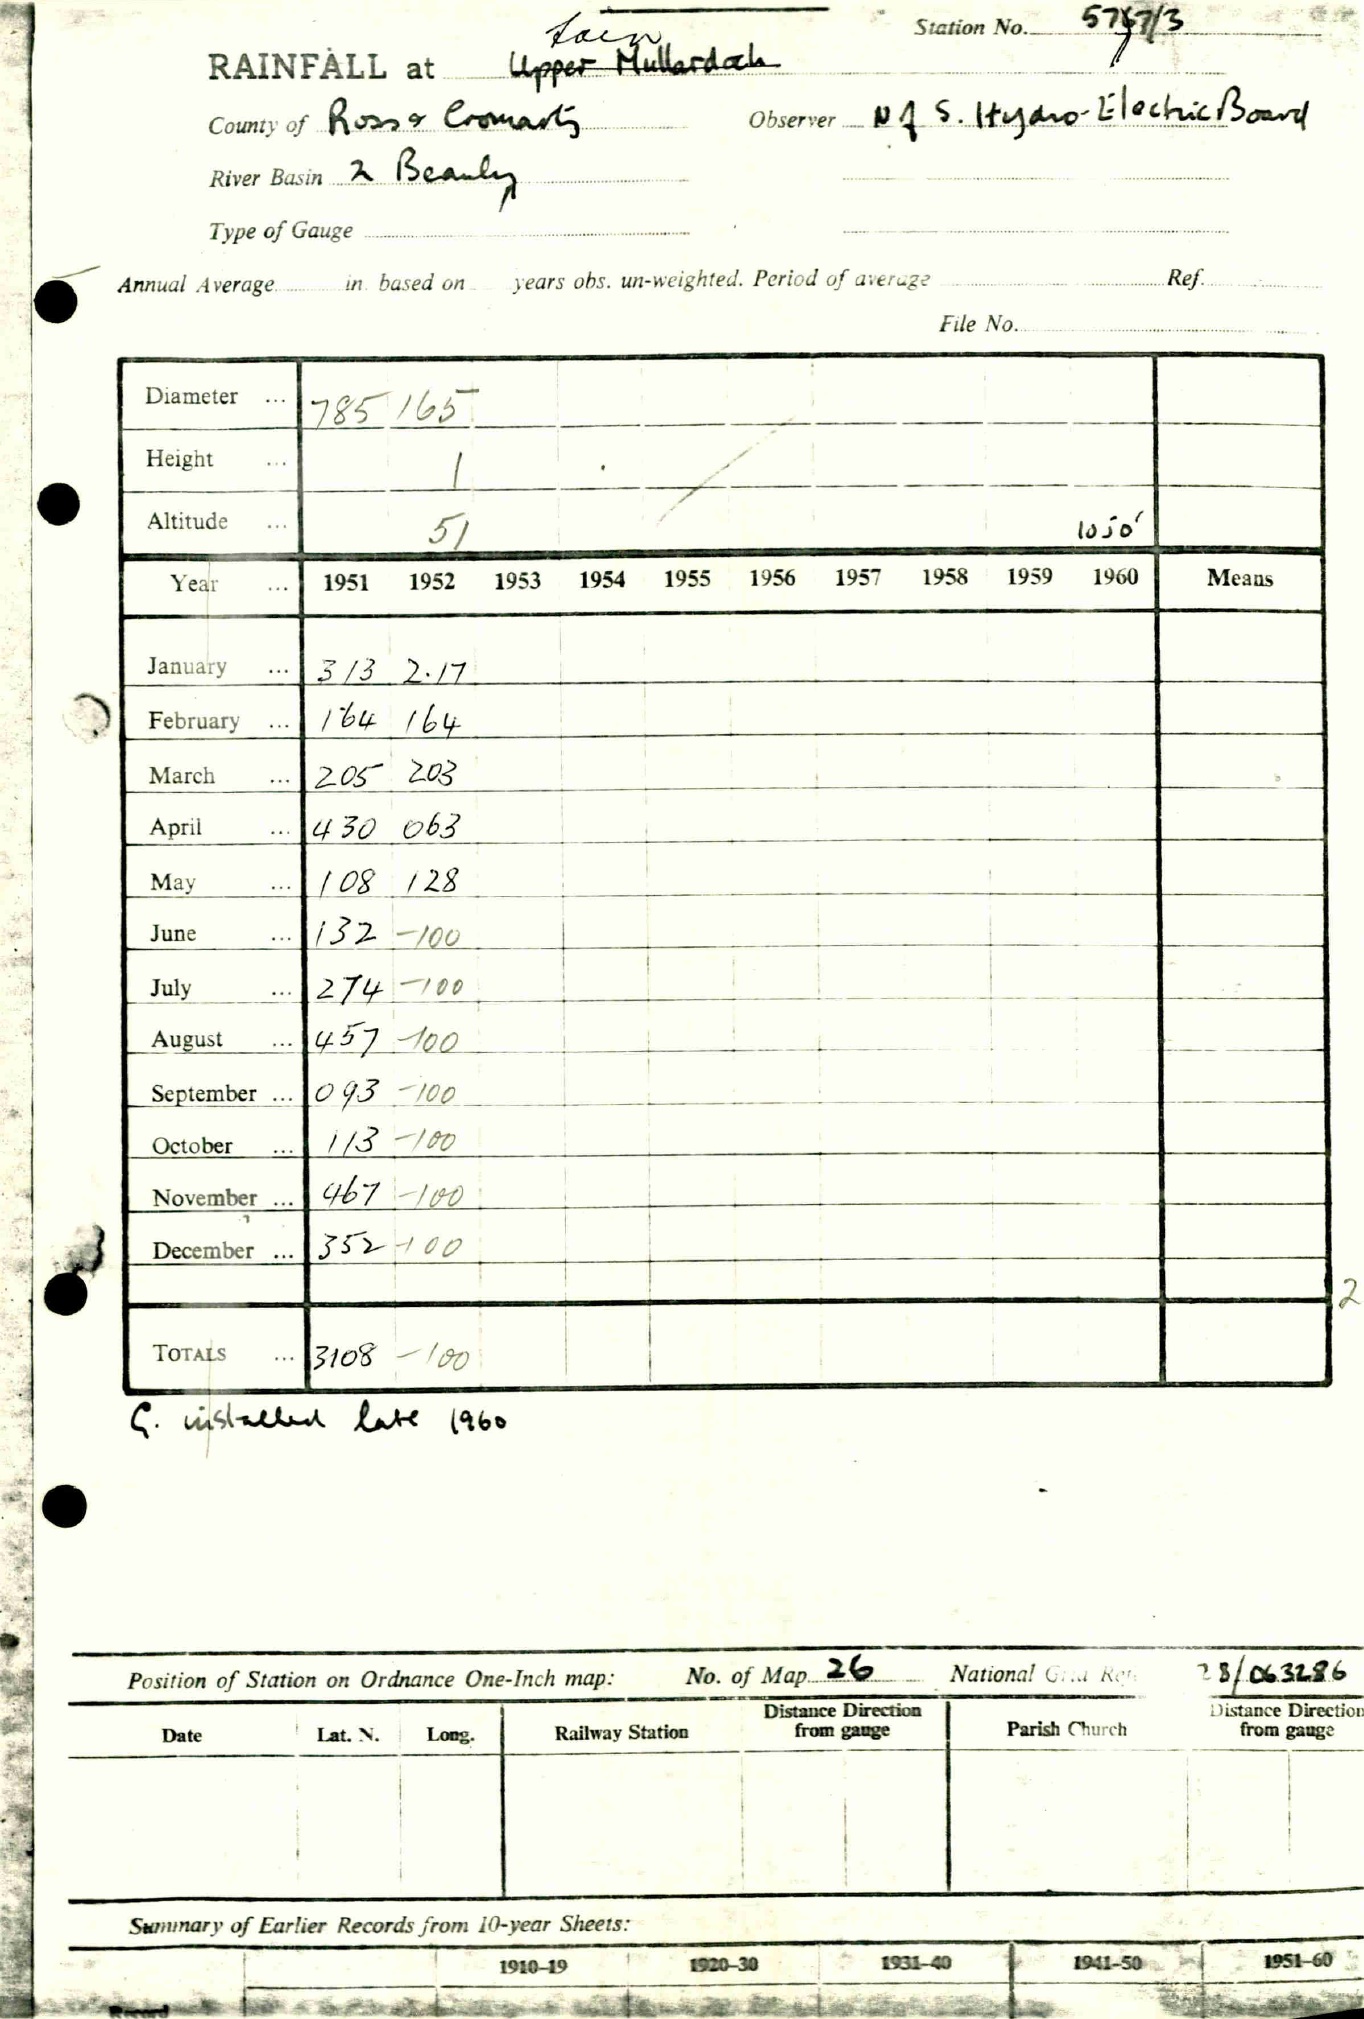 Station No. 5767/3
Tain
RAINFALL at Upper Mullardoch
County of Ross & Cromarty Observer N of S. Hydro-Electric Board
River Basin 2 Beauly
Type of Gauge
Annual Average in. based on years obs. un-weighted. Period of average Ref.
File No.
Diameter ... 785 165
Height ... 1
Altitude ... 51 1050'
Year ... 1951 1952 1953 1954 1955 1956 1957 1958 1959 1960 Means
January ... 313 2.17
February ... 164 164
March ... 205 203
April ... 430 063
May ... 108 128
June ... 132 -100
July ... 274 -100
August ... 457 -100
September ... 093 -100
October ... 113 -100
November ... 467 -100
December ... 352 -100
2
TOTALS ... 3108 -100
G. installed late 1960
Position of Station on Ordnance One-Inch map: No. of Map 26 National Grid Ref. 28/063286
Date Lat. N. Long. Railway Station Distance Direction from gauge Parish Church Distance Direction from gauge
Summary of Earlier Records from 10-year Sheets:
1910-19 1920-30 1931-40 1941-50 1951-60
Record